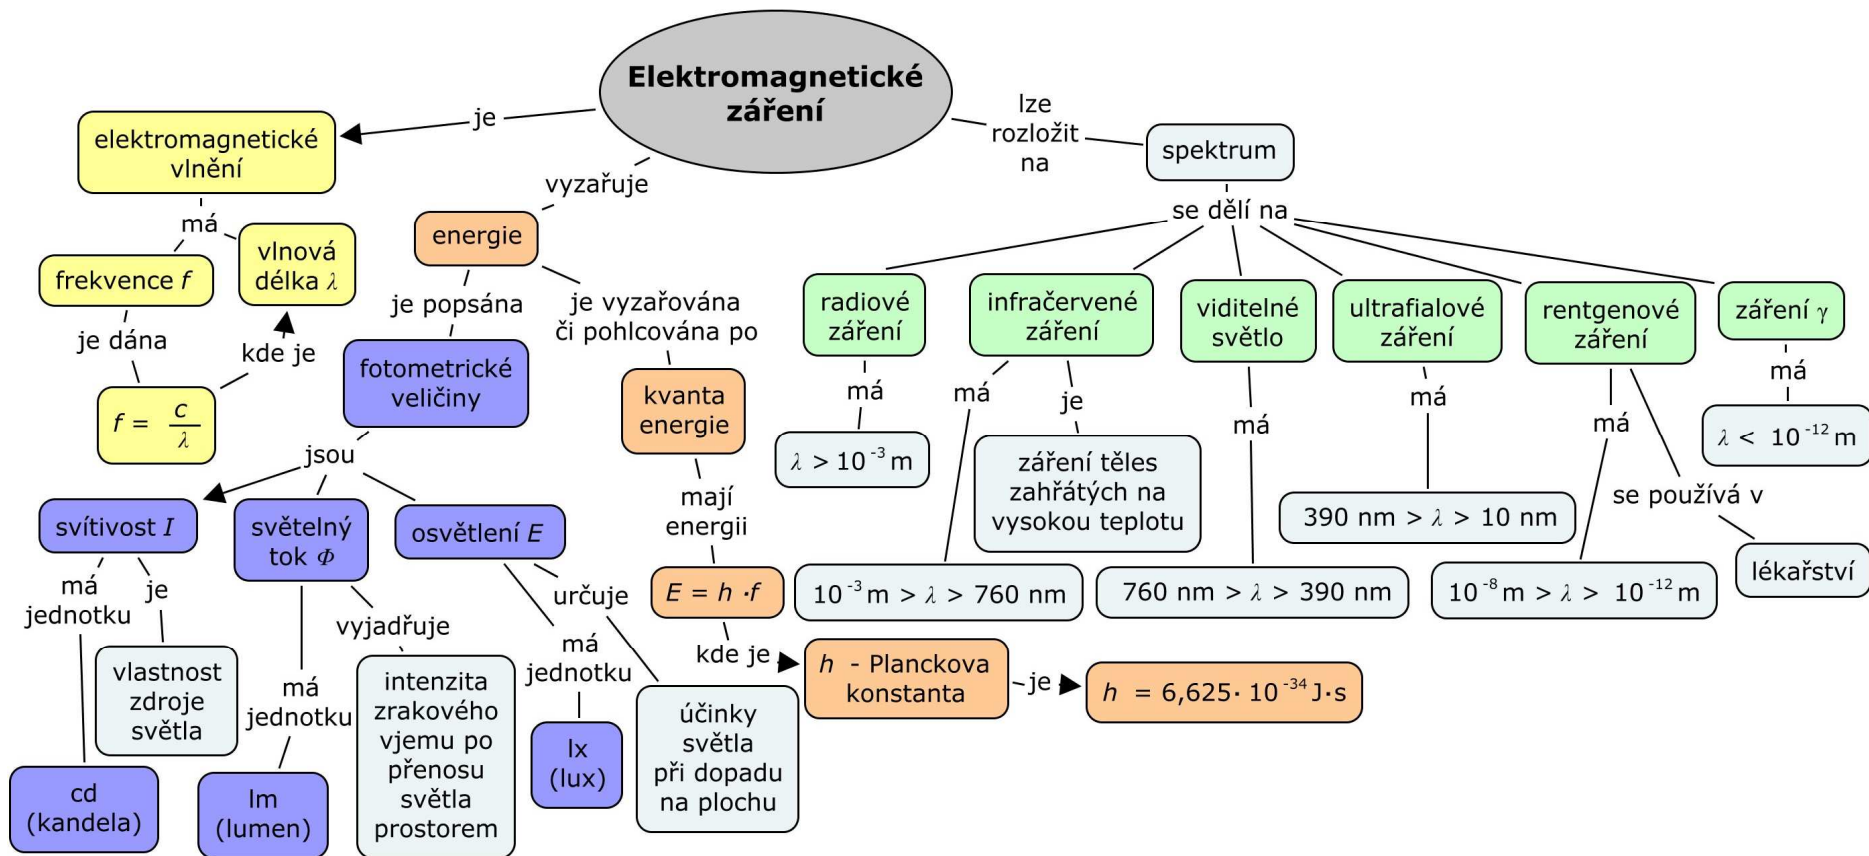 Elektromagnetické
záření
je
elektromagnetické
vlnění
má
frekvence f
vlnová
délka λ
je dána
kde je
f = c/λ
vyzařuje
energie
je popsána
fotometrické
veličiny
jsou
svítivost I
má
jednotku
cd
(kandela)
je
vlastnost
zdroje
světla
světelný
tok Φ
má
jednotku
lm
(lumen)
vyjadřuje
intenzita
zrakového
vjemu po
přenosu
světla
prostorem
osvětlení E
má
jednotku
lx
(lux)
určuje
účinky
světla
při dopadu
na plochu
je vyzařována
či pohlcována po
kvanta
energie
mají
energii
E = h ·f
kde je
h - Planckova
konstanta
je
h = 6,625· 10⁻³⁴ J·s
lze
rozložit
na
spektrum
se dělí na
radiové
záření
má
λ > 10⁻³ m
infračervené
záření
má
10⁻³ m > λ > 760 nm
je
záření těles
zahřátých na
vysokou teplotu
viditelné
světlo
má
760 nm > λ > 390 nm
ultrafialové
záření
má
390 nm > λ > 10 nm
rentgenové
záření
má
10⁻⁸ m > λ > 10⁻¹² m
se používá v
lékařství
záření γ
má
λ < 10⁻¹² m